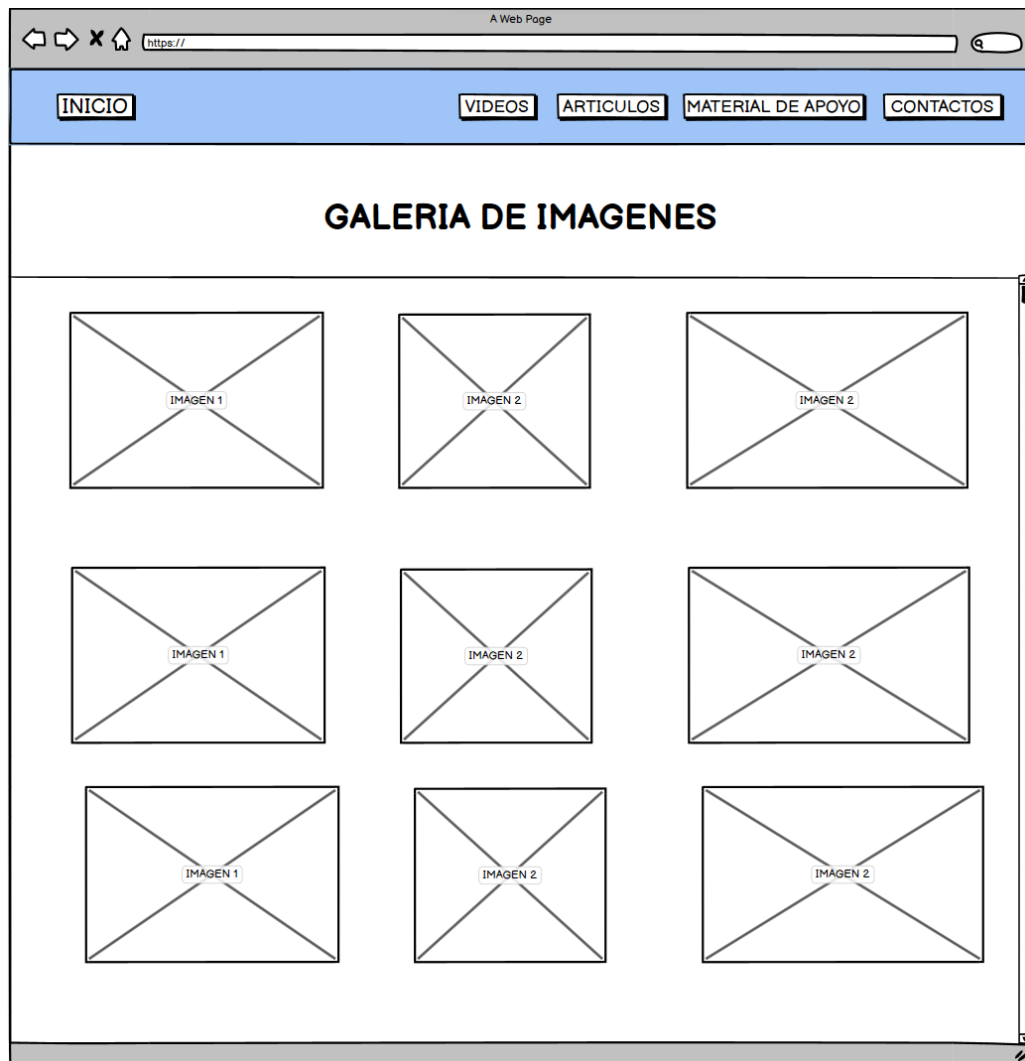 A Web Page
https://
INICIO VIDEOS ARTICULOS MATERIAL DE APOYO CONTACTOS
GALERIA DE IMAGENES
IMAGEN 1 IMAGEN 2 IMAGEN 2
IMAGEN 1 IMAGEN 2 IMAGEN 2
IMAGEN 1 IMAGEN 2 IMAGEN 2